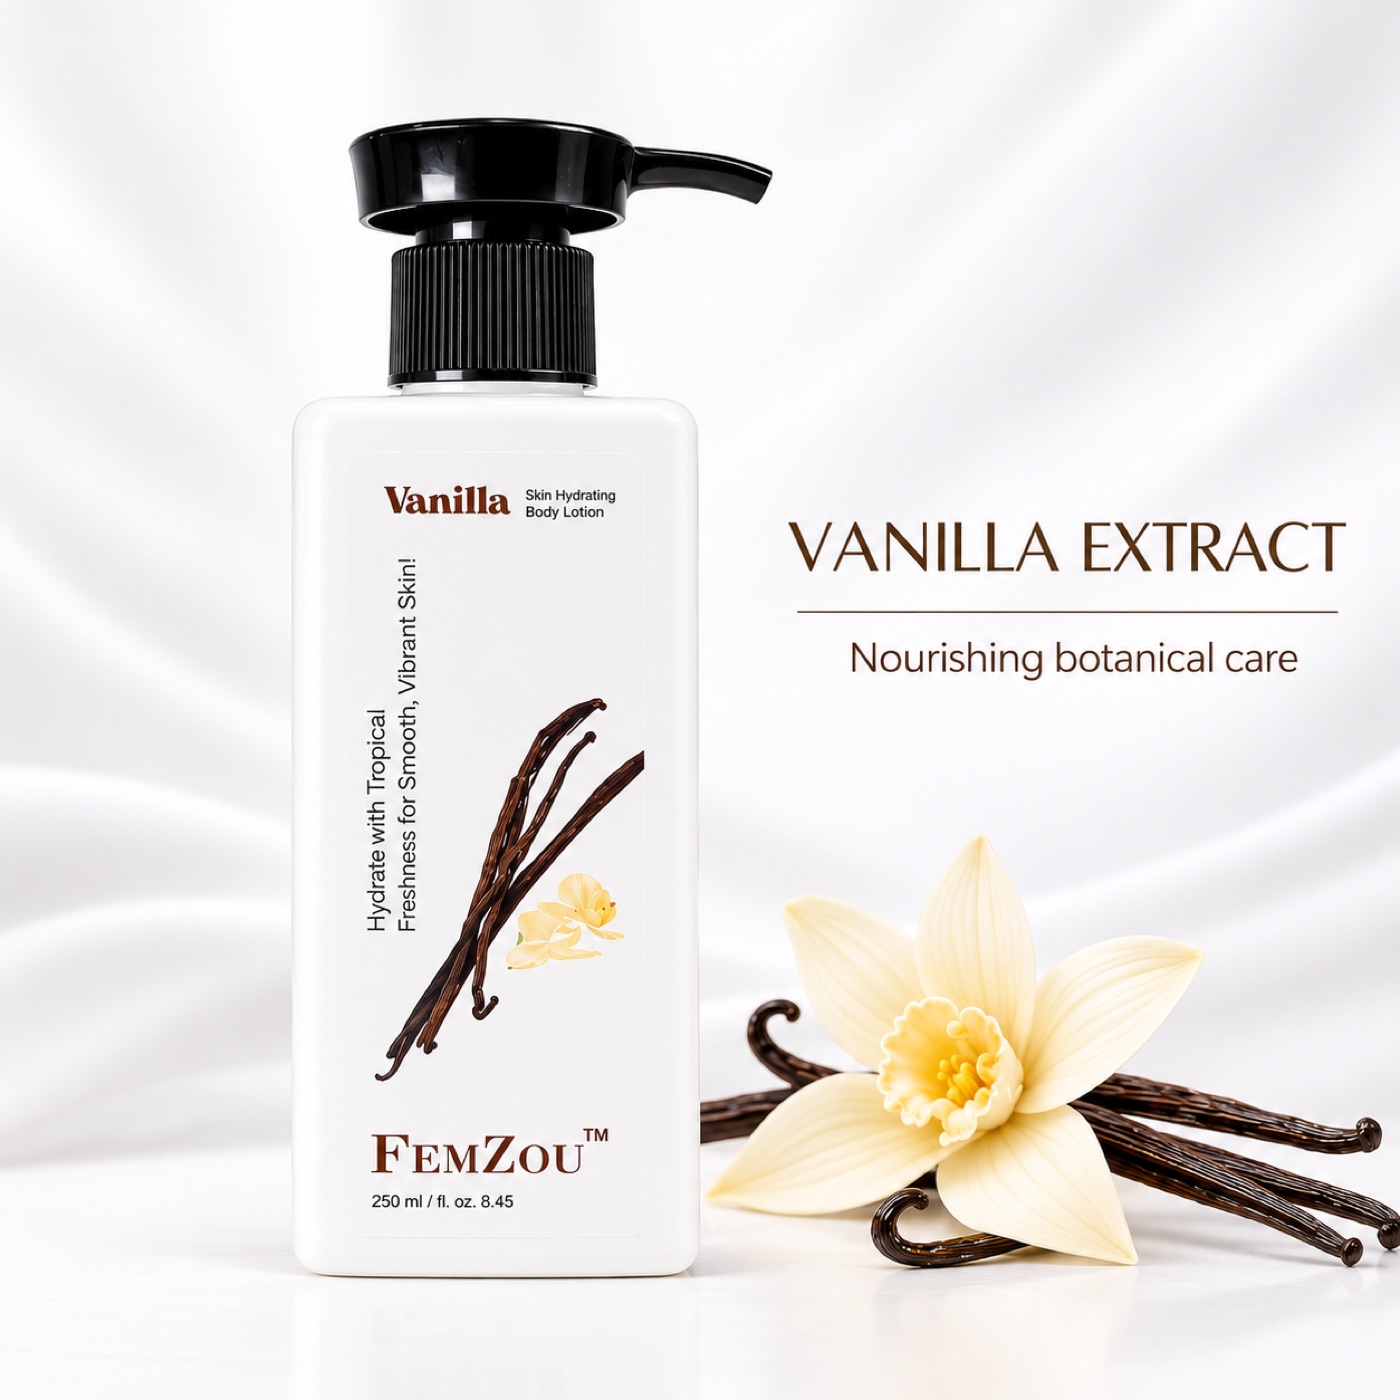 Vanilla
Skin Hydrating
Body Lotion
Hydrate with Tropical
Freshness for Smooth, Vibrant Skin!
FEMZOU™
250 ml / fl. oz. 8.45
VANILLA EXTRACT
Nourishing botanical care